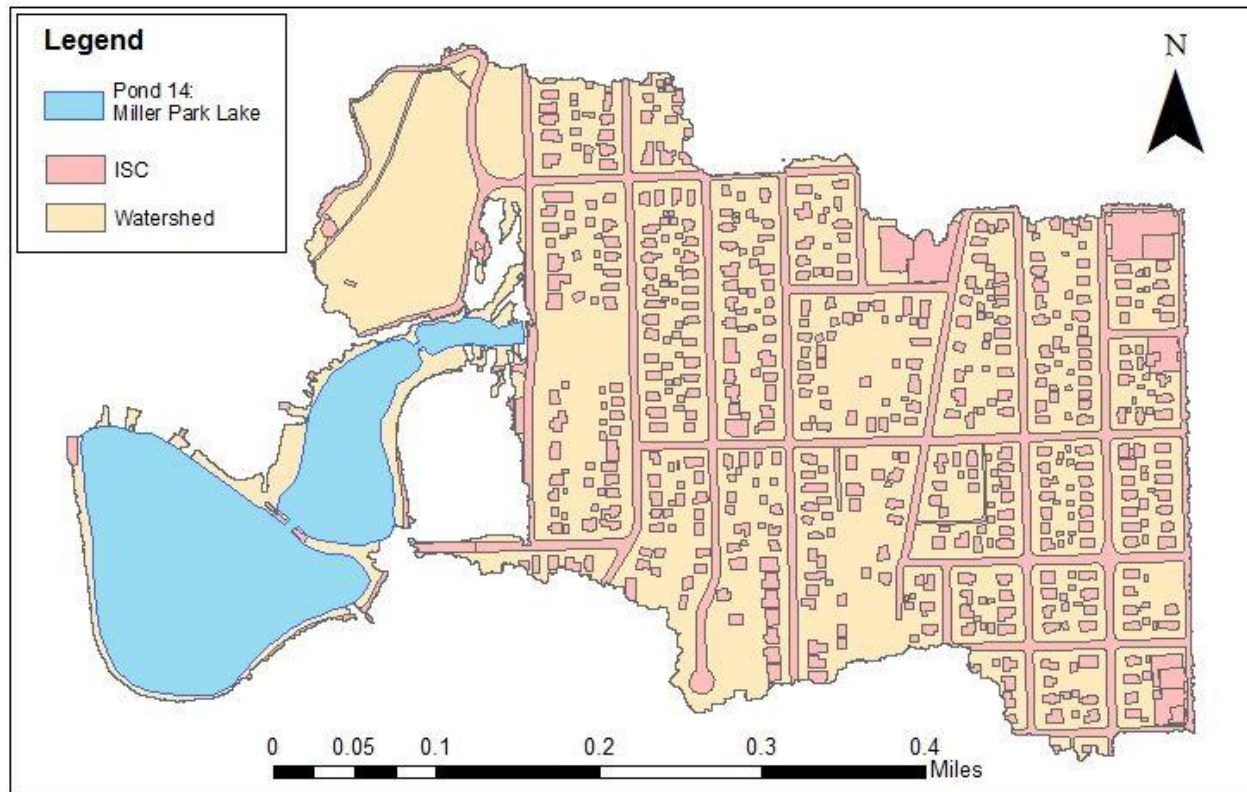 Legend
Pond 14:
Miller Park Lake
ISC
Watershed
N
0 0.05 0.1 0.2 0.3 0.4
Miles